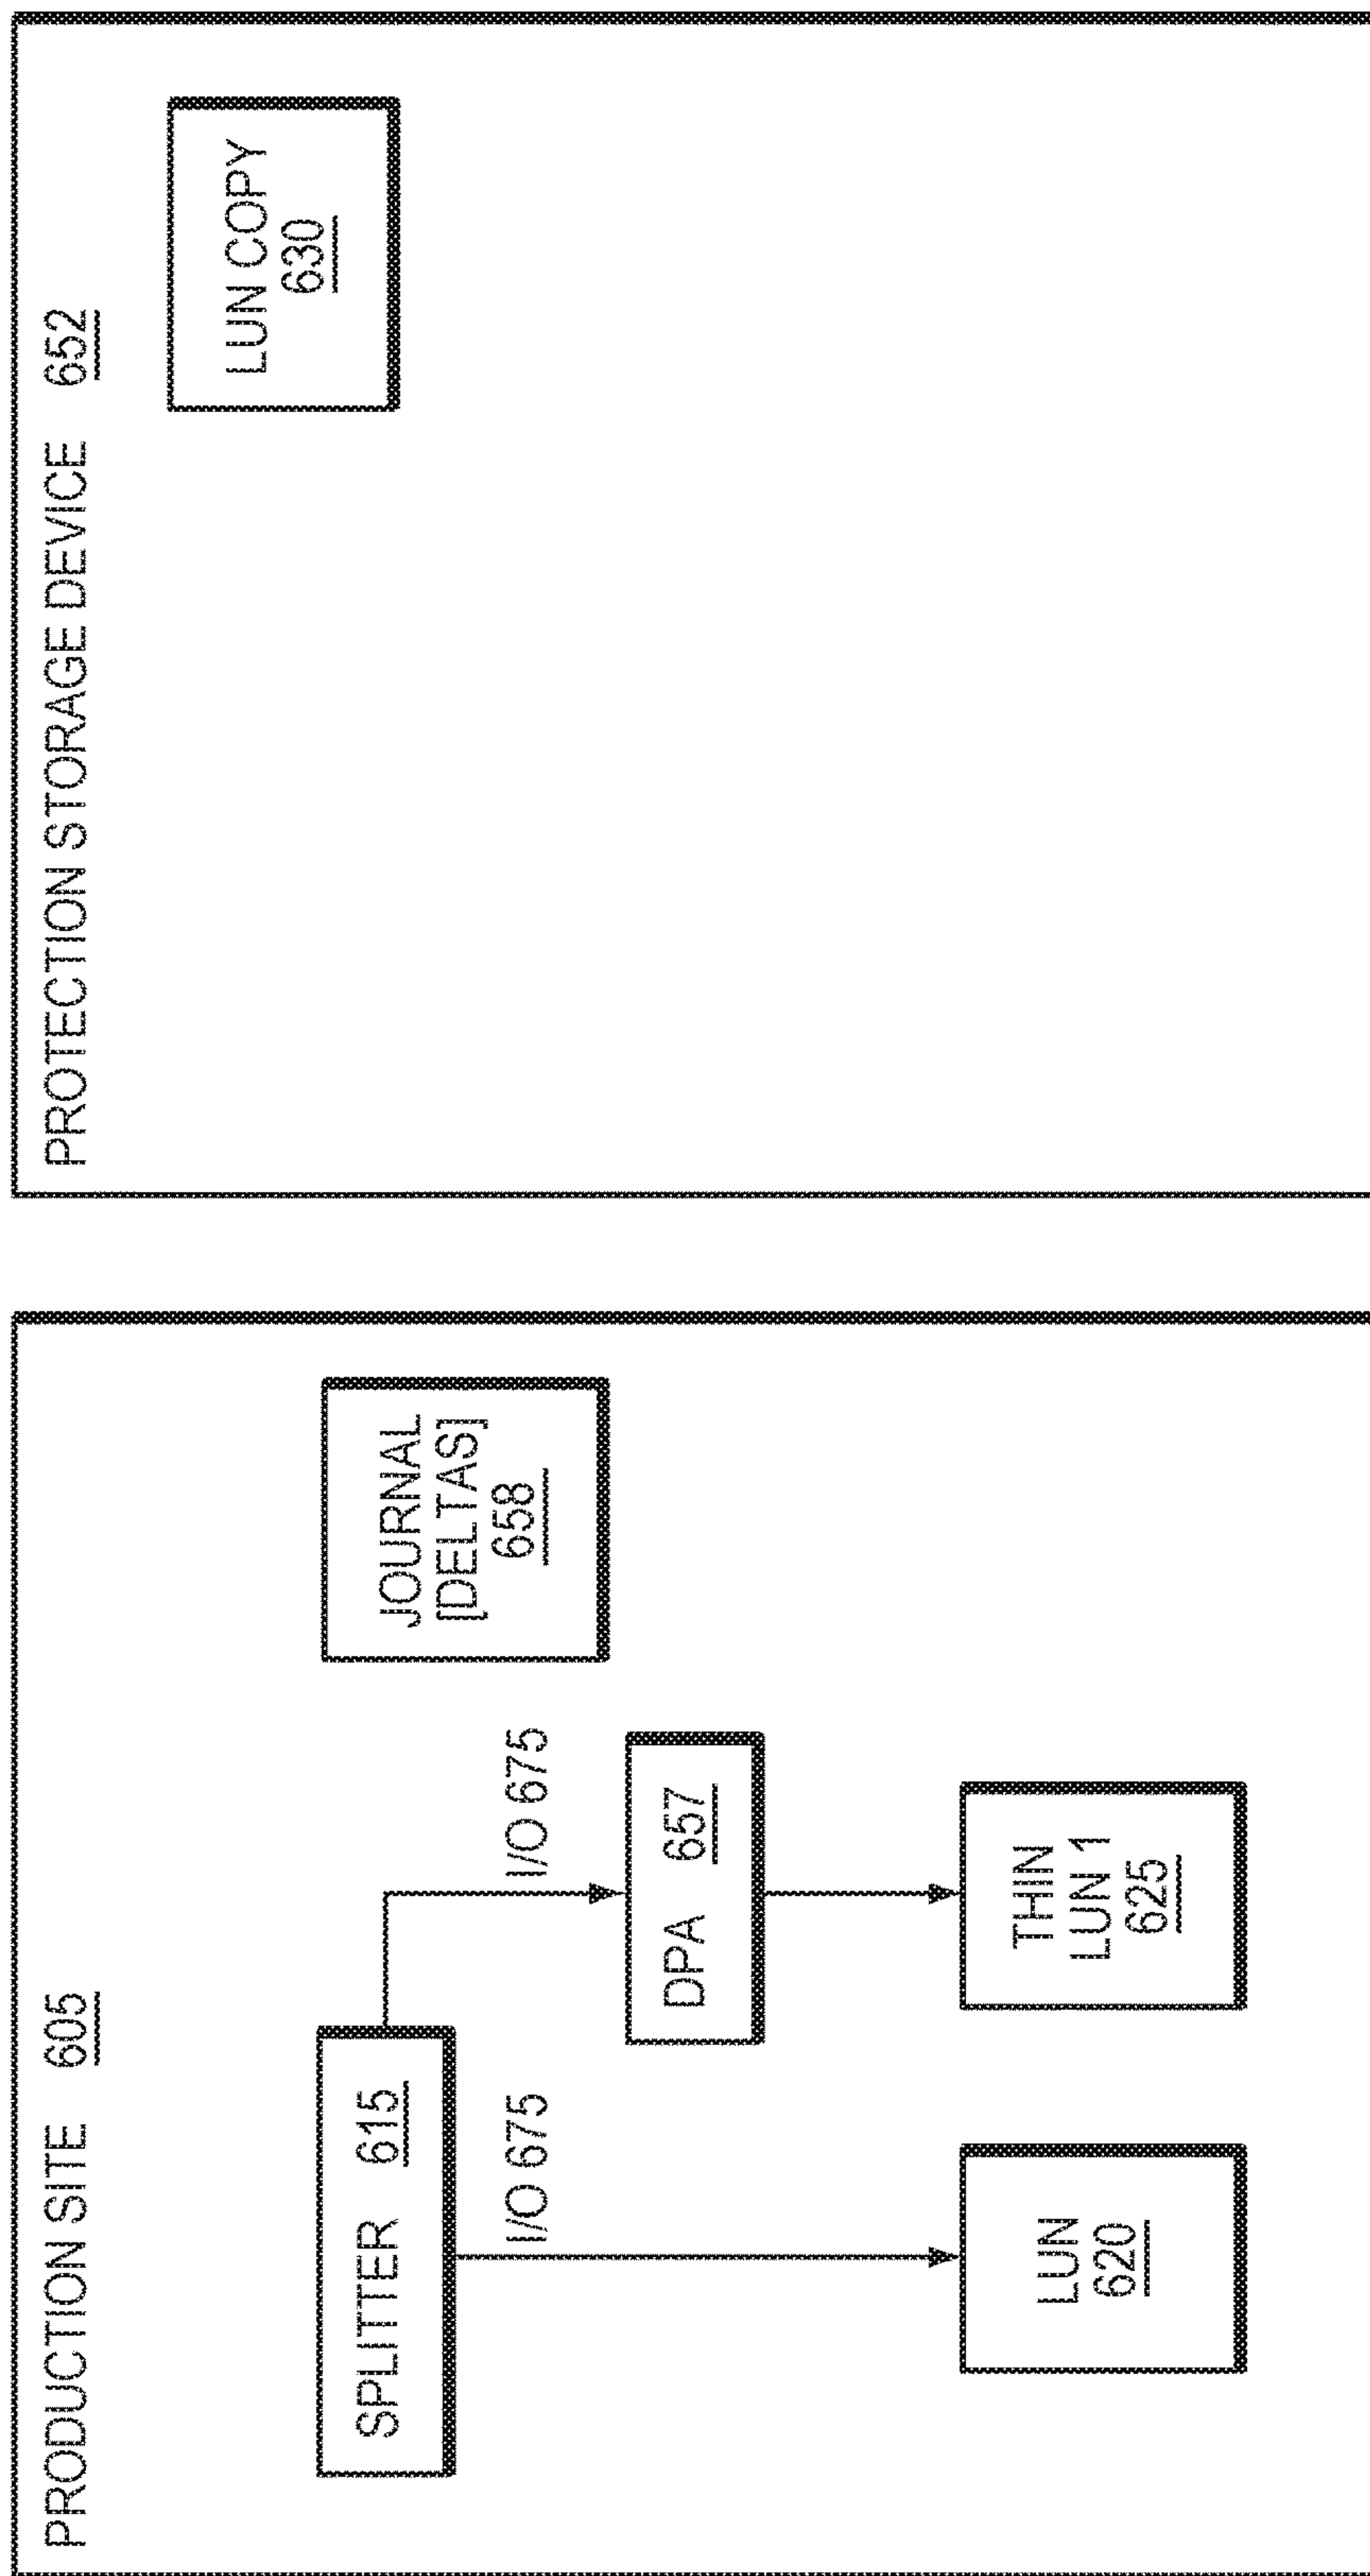 PRODUCTION SITE 605
SPLITTER 615
I/O 675
I/O 675
DPA 657
JOURNAL
[DELTAS]
658
LUN
620
THIN
LUN 1
625
PROTECTION STORAGE DEVICE 652
LUN COPY
630